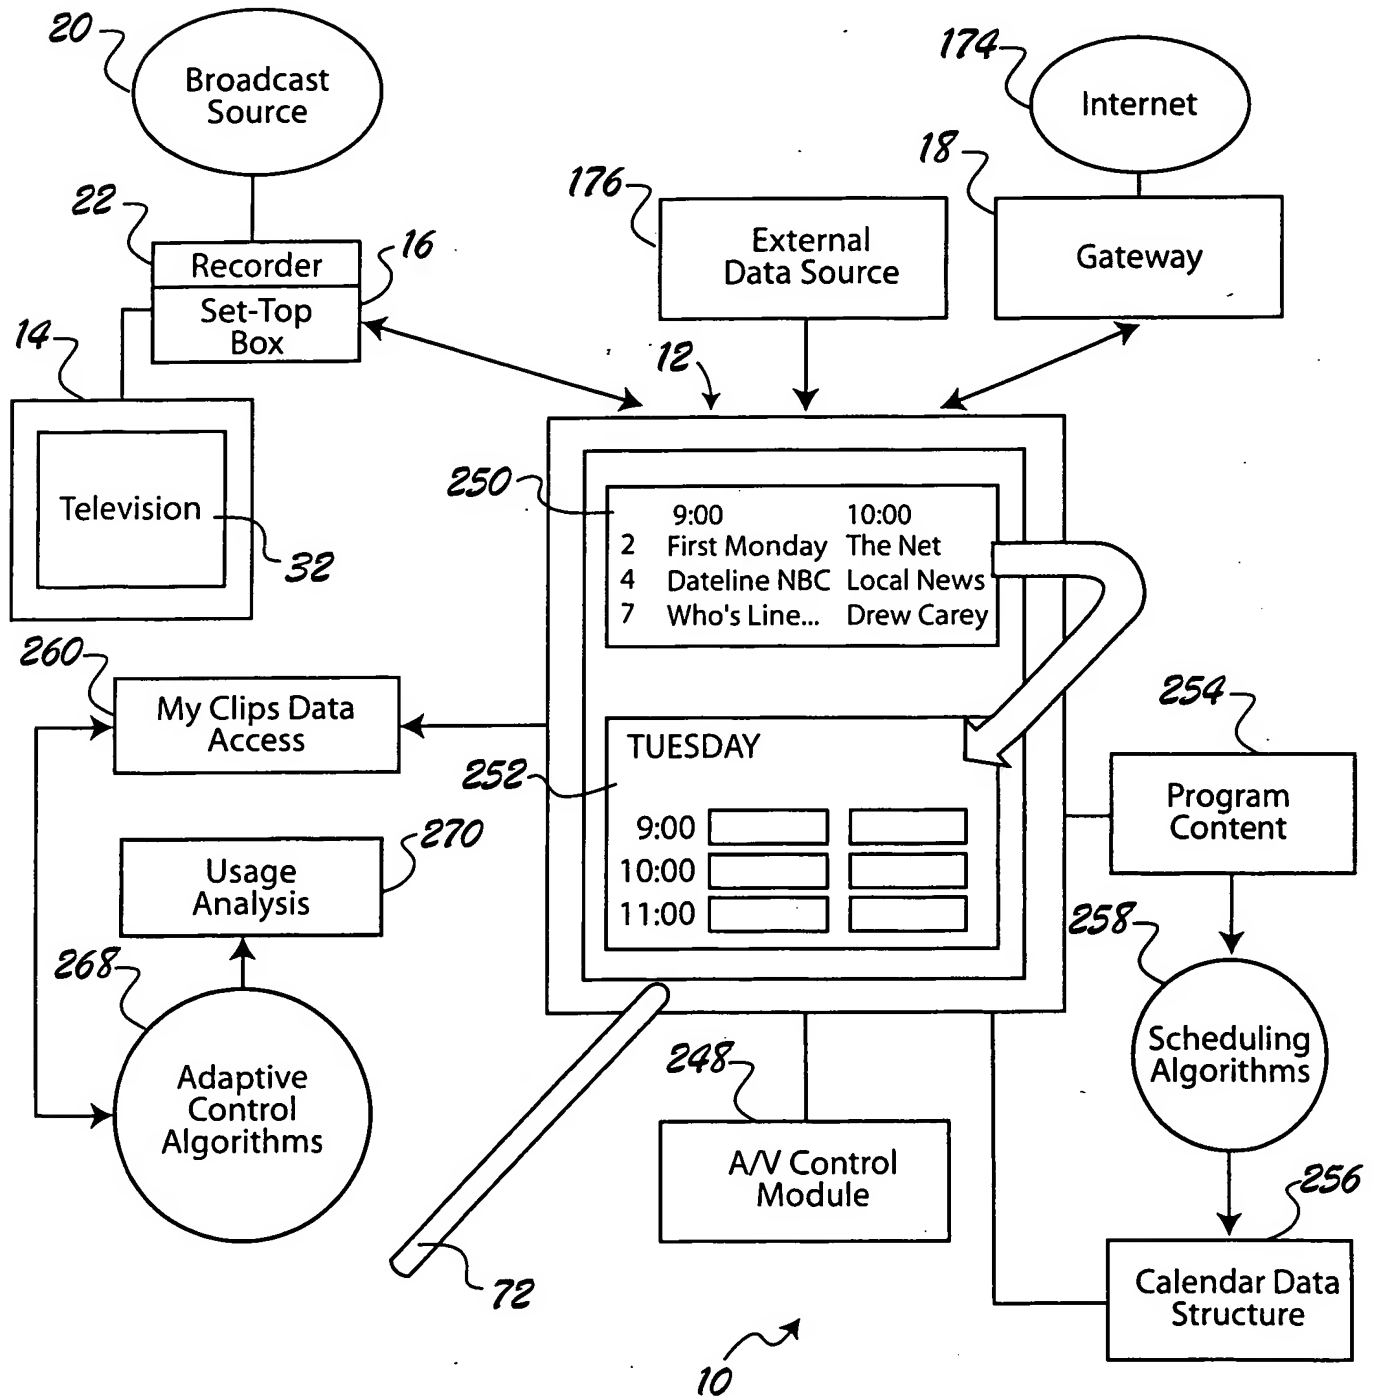 20
Broadcast
Source
174
Internet
18
22
176
16
Recorder
External
Data Source
Gateway
Set-Top
Box
14
12
Television
32
250
9:00 10:00
2 First Monday The Net
4 Dateline NBC Local News
7 Who's Line... Drew Carey
260
My Clips Data
Access
254
252
TUESDAY
9:00
10:00
11:00
Program
Content
270
Usage
Analysis
258
268
Adaptive
Control
Algorithms
Scheduling
Algorithms
248
A/V Control
Module
256
Calendar Data
Structure
72
10